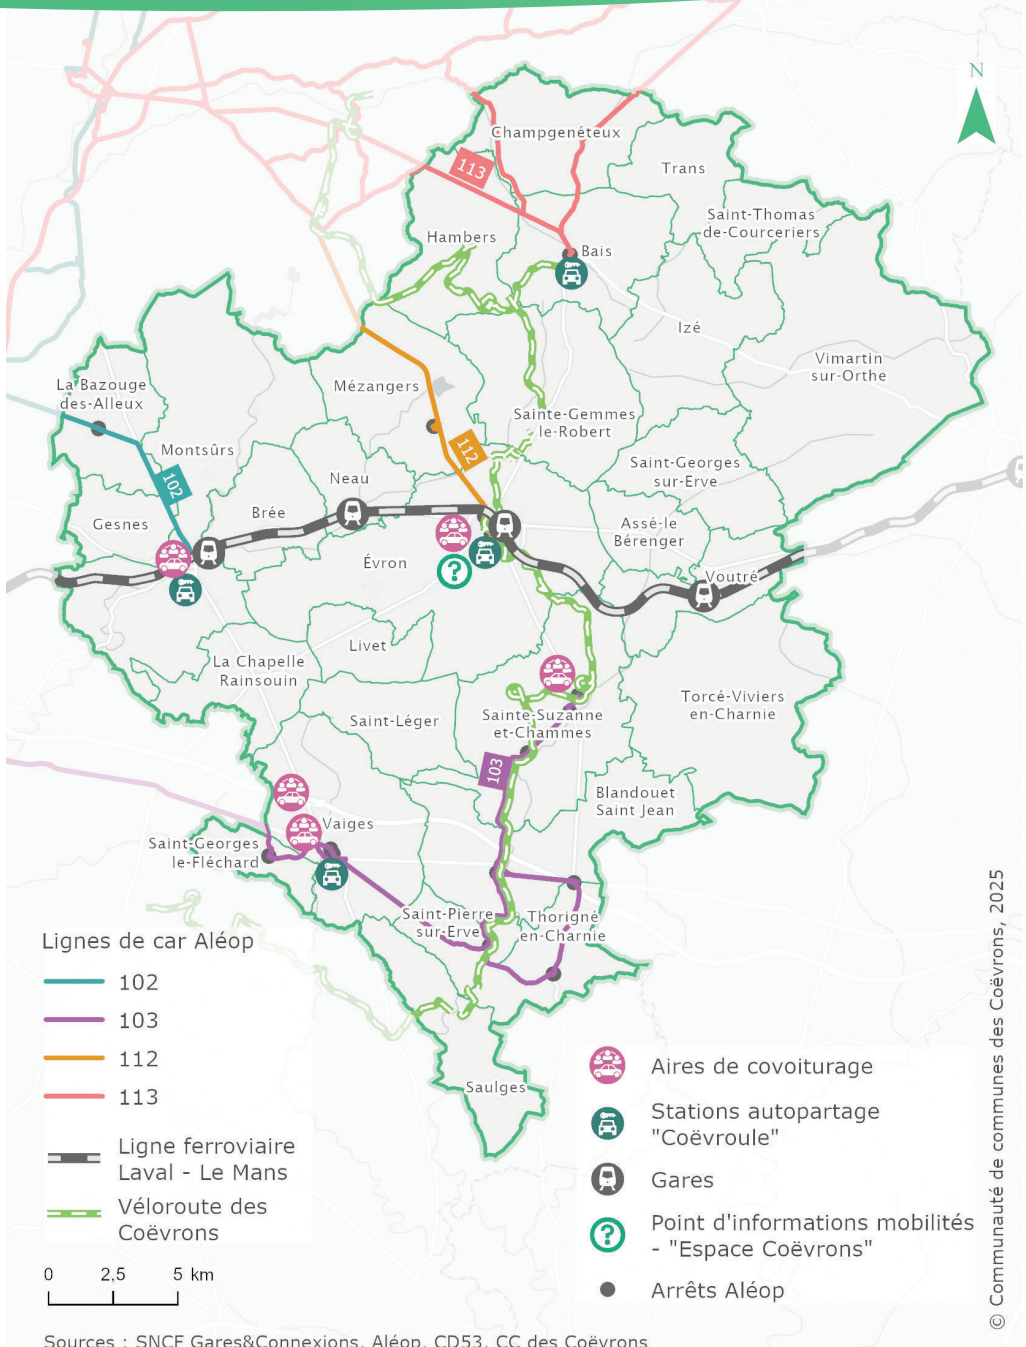 N
Champgenéteux
113
Trans
Saint-Thomas
de-Courceriers
Hambers
Bais
Izé
Vimartin
sur-Orthe
La Bazouge
des-Alleux
Mézangers
Sainte-Gemmes
le-Robert
Montsûrs
112
102
Neau
Saint-Georges
sur-Erve
Brée
Gesnes
Assé-le
Bérenger
Évron
?
Voutré
Livet
La Chapelle
Rainsouin
Saint-Léger
Sainte-Suzanne
et-Chammes
Torcé-Viviers
en-Charnie
103
Blandouet
Saint Jean
Vaiges
Saint-Georges
le-Fléchard
Saint-Pierre
sur-Erve
Thorigné
en-Charnie
Saulges
Lignes de car Aléop
102
103
112
113
Ligne ferroviaire
Laval - Le Mans
Véloroute des
Coëvrons
0 2,5 5 km
Aires de covoiturage
Stations autopartage
"Coëvroule"
Gares
?
Point d'informations mobilités
- "Espace Coëvrons"
Arrêts Aléop
© Communauté de communes des Coëvrons, 2025
Sources : SNCF Gares&Connexions, Aléop, CD53, CC des Coëvrons